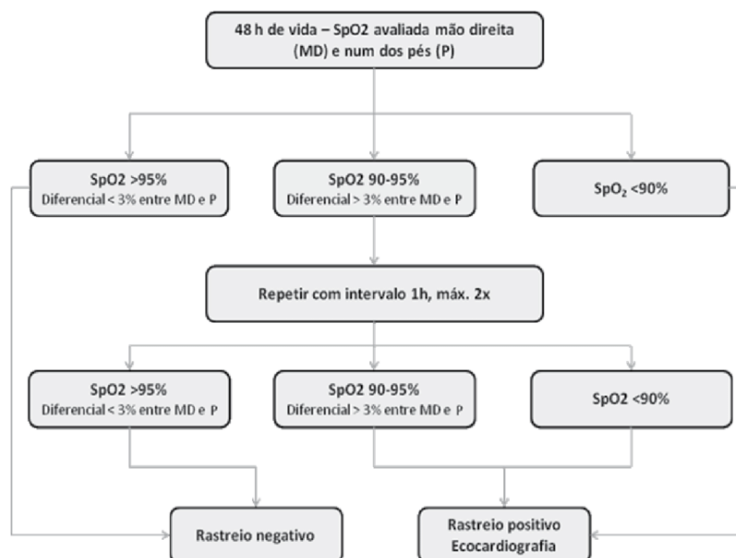 48 h de vida – SpO2 avaliada mão direita
(MD) e num dos pés (P)
SpO2 >95%
Diferencial < 3% entre MD e P
SpO2 90-95%
Diferencial > 3% entre MD e P
SpO₂ <90%
Repetir com intervalo 1h, máx. 2x
SpO2 >95%
Diferencial < 3% entre MD e P
SpO2 90-95%
Diferencial > 3% entre MD e P
SpO2 <90%
Rastreio negativo
Rastreio positivo
Ecocardiografia